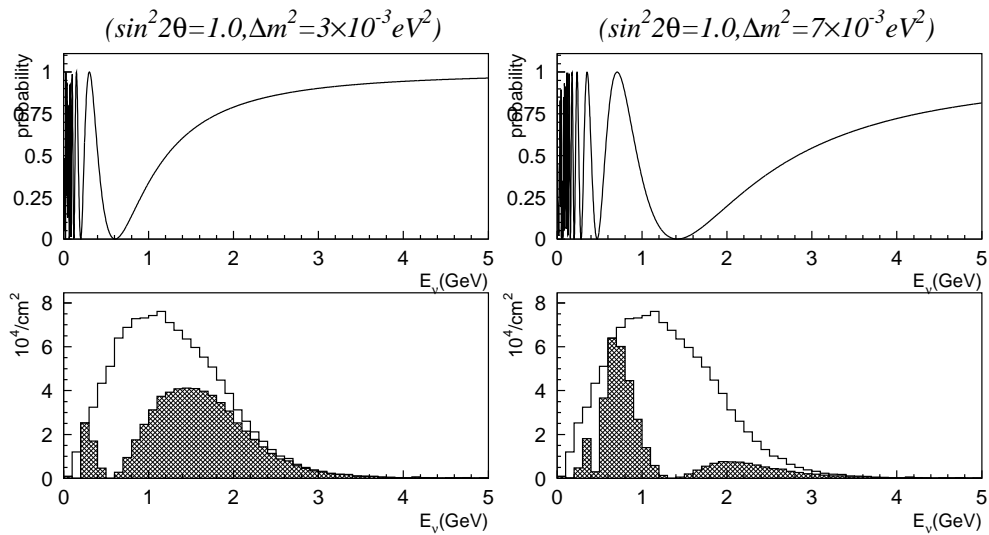 (sin²2θ=1.0,Δm²=3×10⁻³eV²)
(sin²2θ=1.0,Δm²=7×10⁻³eV²)
probability
1
0.75
0.5
0.25
0
0 1 2 3 4 5
E_ν(GeV)
probability
1
0.75
0.5
0.25
0
0 1 2 3 4 5
E_ν(GeV)
10⁴/cm²
8
6
4
2
0
0 1 2 3 4 5
E_ν(GeV)
10⁴/cm²
8
6
4
2
0
0 1 2 3 4 5
E_ν(GeV)